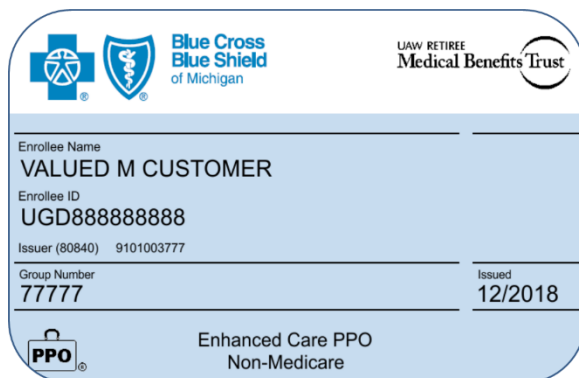 Blue Cross
Blue Shield
of Michigan
® ®
UAW RETIREE
Medical Benefits Trust
Enrollee Name
VALUED M CUSTOMER
Enrollee ID
UGD888888888
Issuer (80840) 9101003777
Group Number
77777
Issued
12/2018
PPO®
Enhanced Care PPO
Non-Medicare